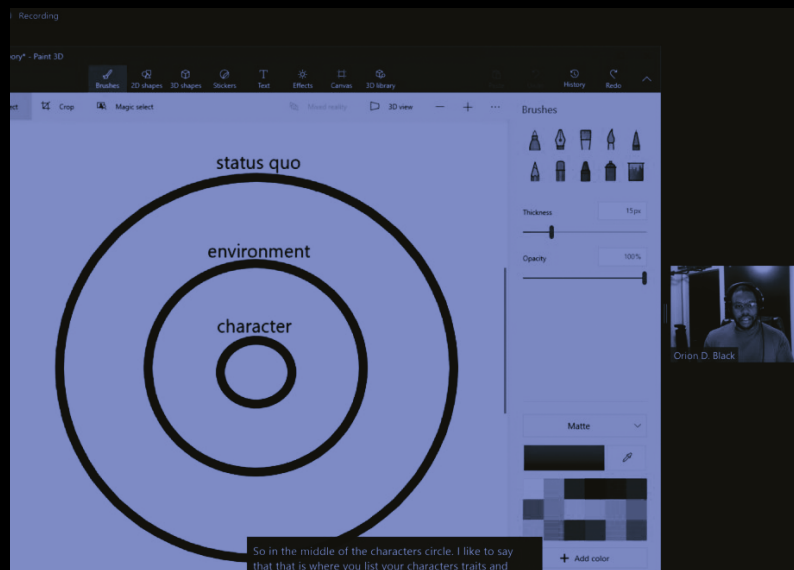 Recording
ory* - Paint 3D
Brushes 2D shapes 3D shapes Stickers Text Effects Canvas 3D library History Redo
ect Crop Magic select Mixed reality 3D view
Brushes
status quo
Thickness 15px
environment
Opacity 100%
character
Orion D. Black
Matte
So in the middle of the characters circle. I like to say
that that is where you list your characters traits and
Add color